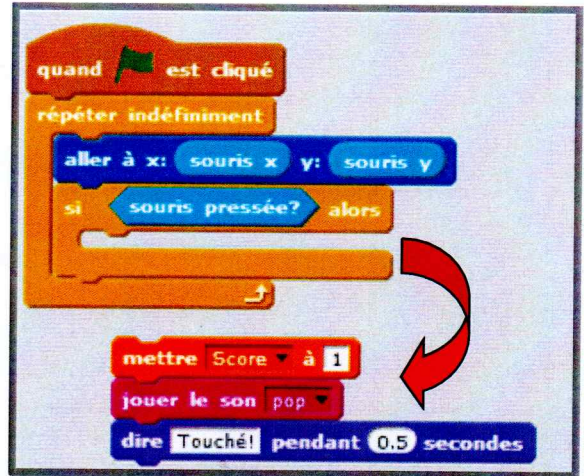 quand est cliqué
répéter indéfiniment
aller à x: souris x y: souris y
si souris pressée? alors
mettre Score à 1
jouer le son pop
dire Touché! pendant 0.5 secondes